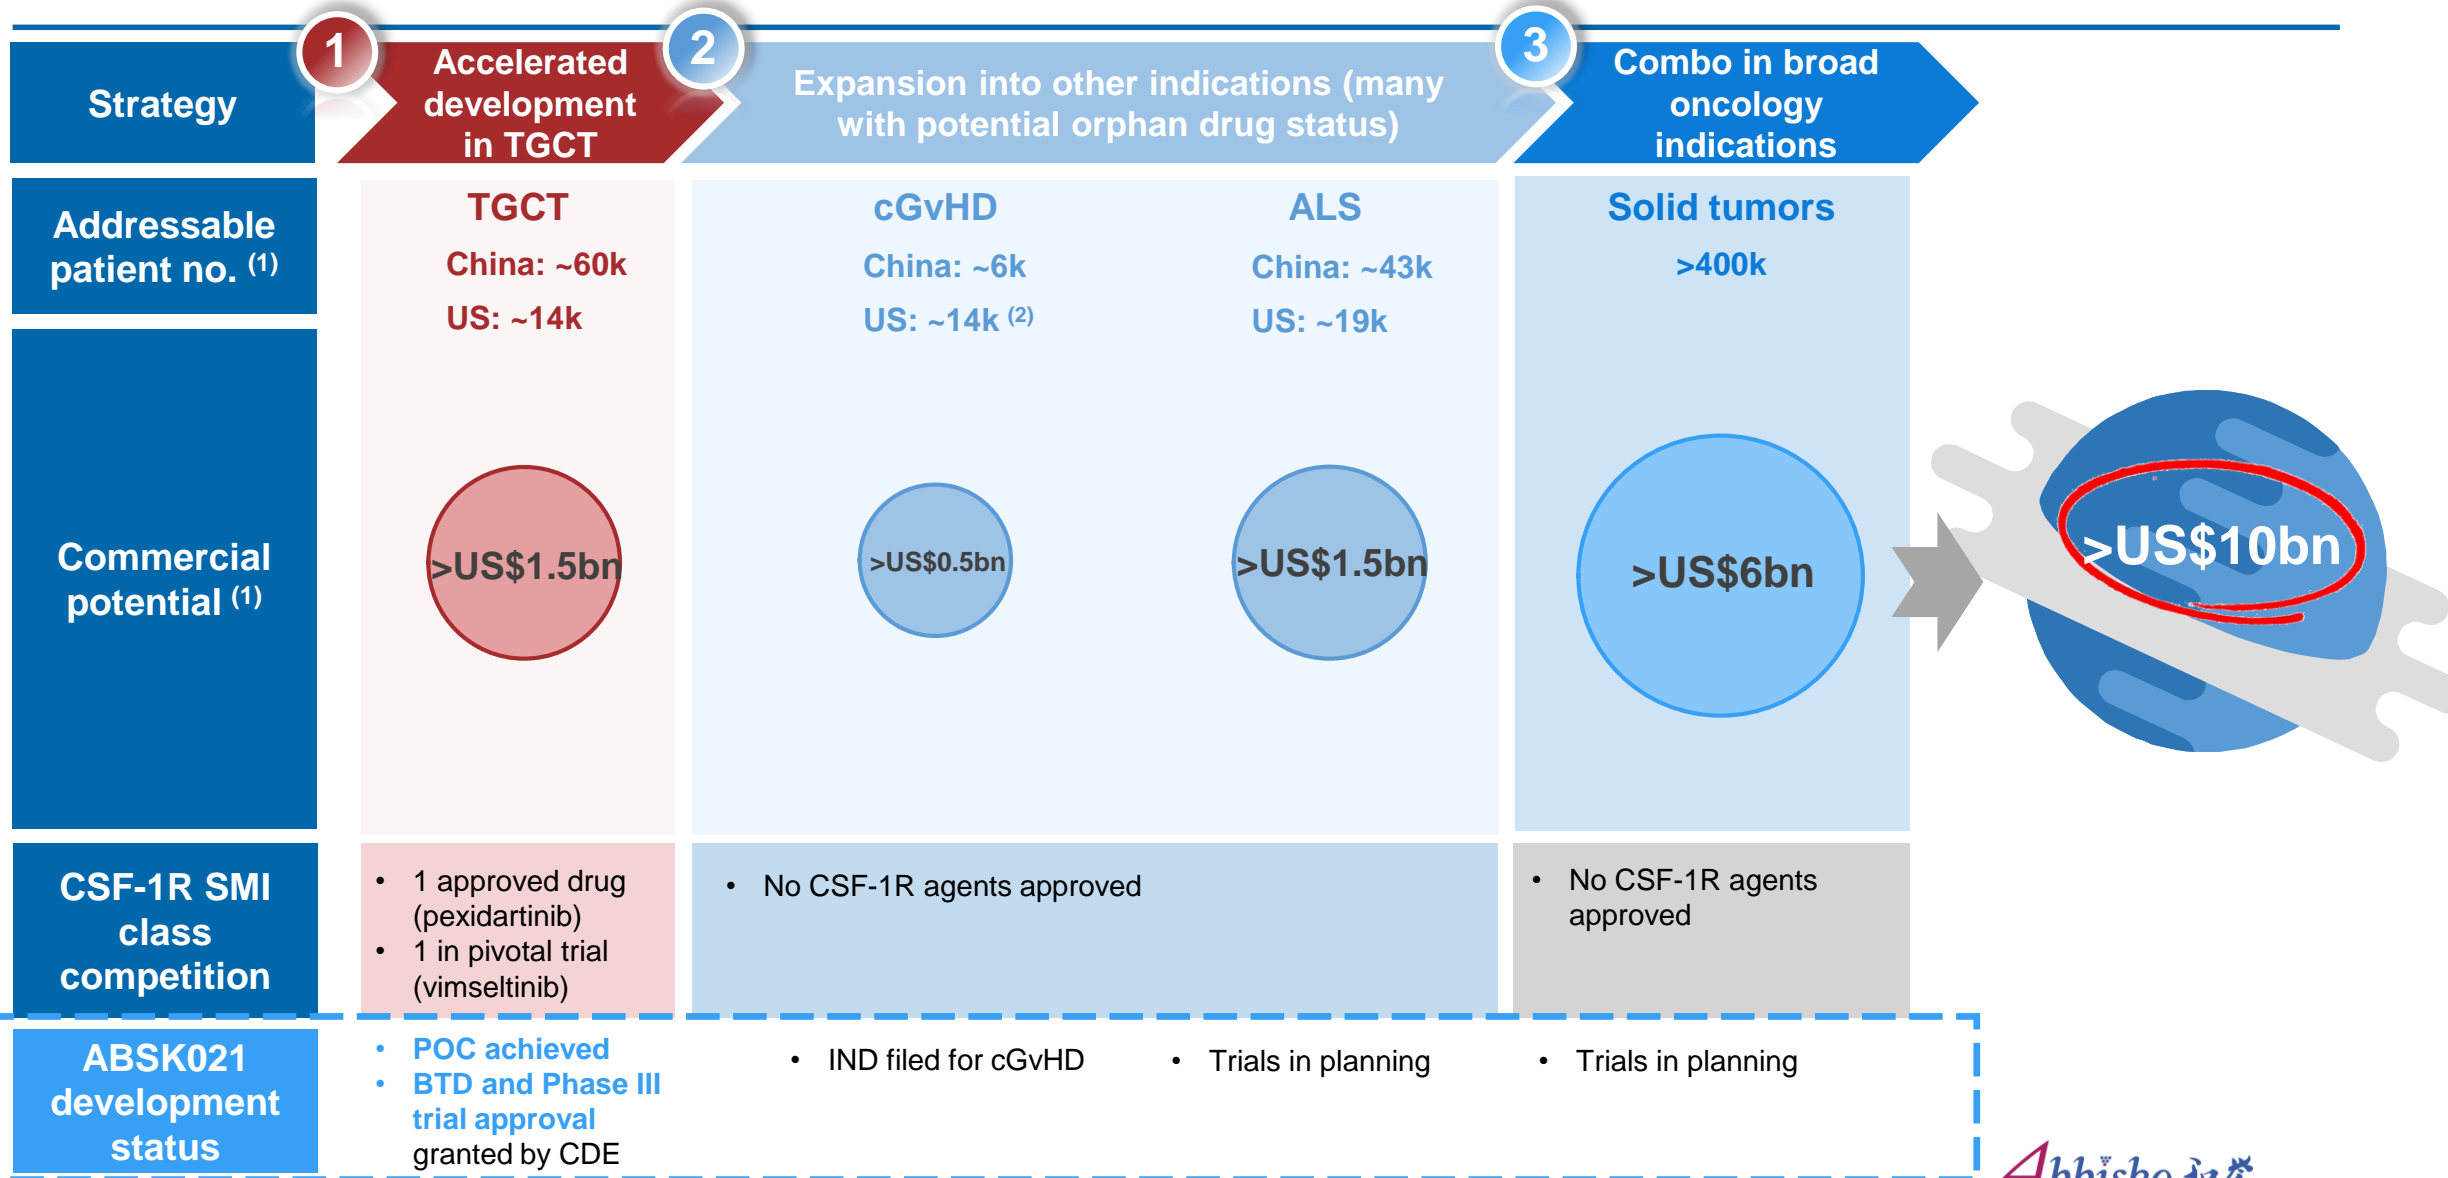 Strategy
1
Accelerated
development
in TGCT
2
Expansion into other indications (many
with potential orphan drug status)
3
Combo in broad
oncology
indications
Addressable
patient no. (1)
TGCT
China: ~60k
US: ~14k
cGvHD
China: ~6k
US: ~14k (2)
ALS
China: ~43k
US: ~19k
Solid tumors
>400k
Commercial
potential (1)
>US$1.5bn
>US$0.5bn
>US$1.5bn
>US$6bn
>US$10bn
CSF-1R SMI
class
competition
• 1 approved drug
(pexidartinib)
• 1 in pivotal trial
(vimseltinib)
• No CSF-1R agents approved
• No CSF-1R agents
approved
ABSK021
development
status
• POC achieved
• BTD and Phase III
trial approval
granted by CDE
• IND filed for cGvHD
• Trials in planning
• Trials in planning
Abbisko 和誉